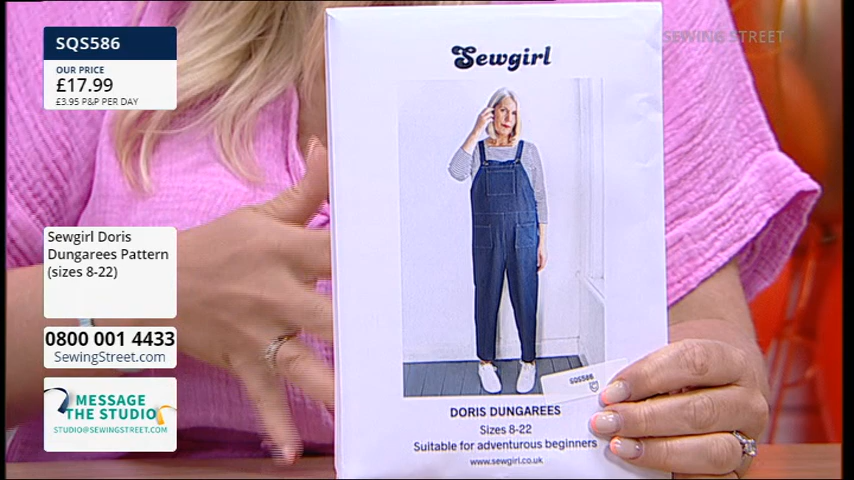 SQS586
OUR PRICE
£17.99
£3.95 P&P PER DAY
Sewgirl Doris
Dungarees Pattern
(sizes 8-22)
0800 001 4433
SewingStreet.com
MESSAGE
THE STUDIO
STUDIO@SEWINGSTREET.COM
SEWING STREET
Sewgirl
SQS586
DORIS DUNGAREES
Sizes 8-22
Suitable for adventurous beginners
www.sewgirl.co.uk